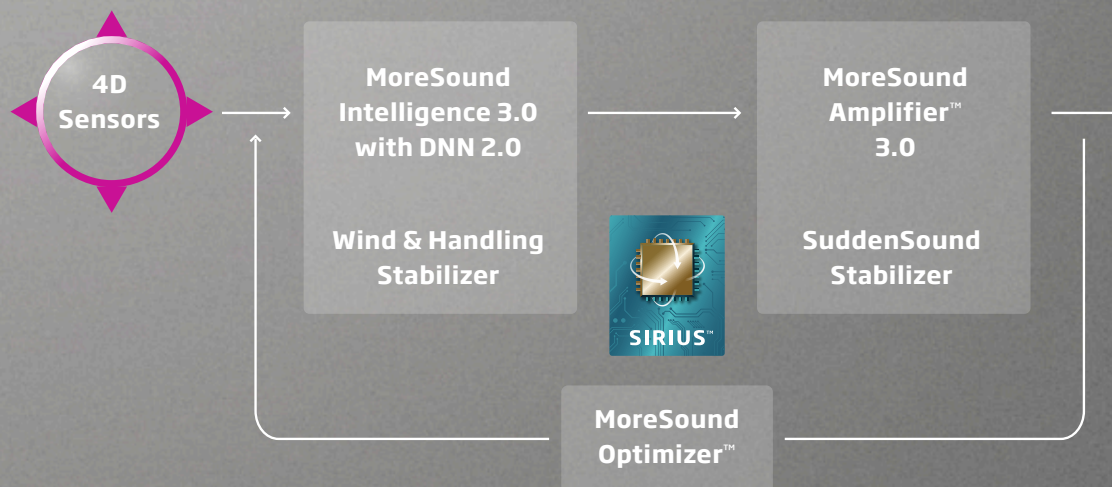 4D
Sensors
MoreSound
Intelligence 3.0
with DNN 2.0
Wind & Handling
Stabilizer
MoreSound
Amplifier™
3.0
SuddenSound
Stabilizer
SIRIUS™
MoreSound
Optimizer™